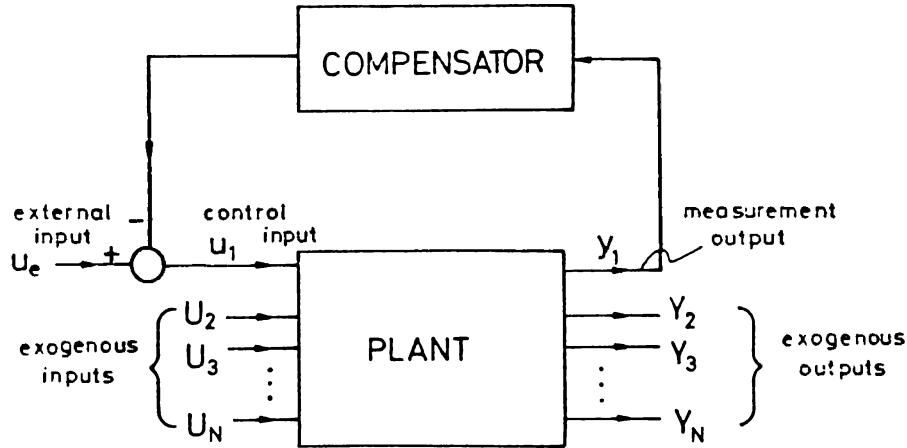 COMPENSATOR
external
input
−
control
input
measurement
output
u_e
+
u_1
y_1
PLANT
exogenous
inputs
U_2
U_3
⋮
U_N
Y_2
Y_3
⋮
Y_N
exogenous
outputs